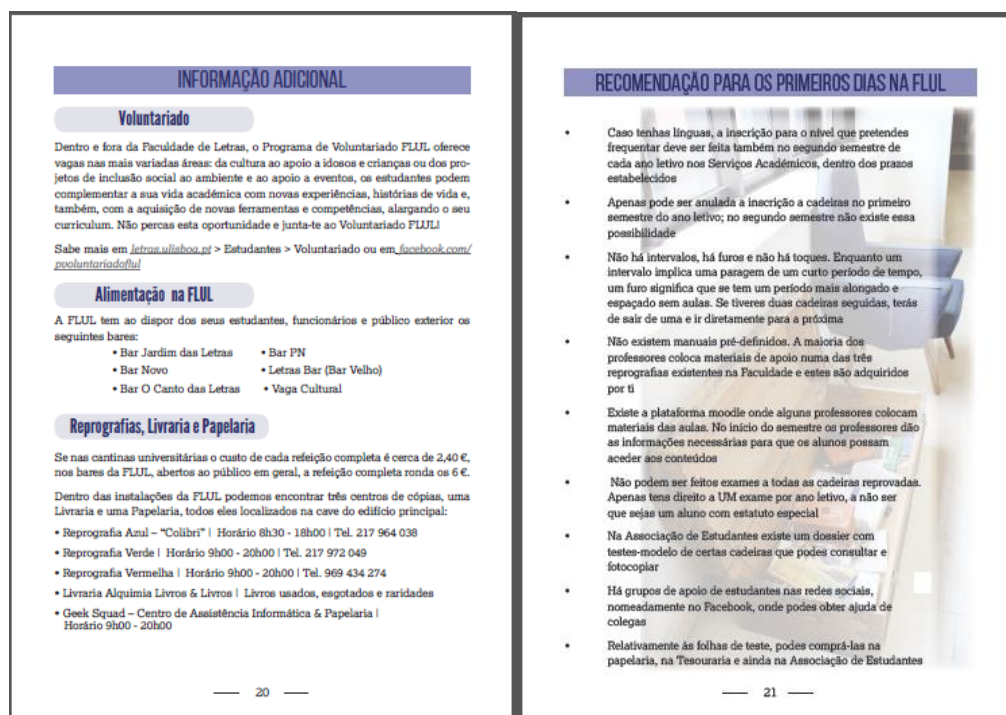 INFORMAÇÃO ADICIONAL
Voluntariado
Dentro e fora da Faculdade de Letras, o Programa de Voluntariado FLUL oferece
vagas nas mais variadas áreas: da cultura ao apoio a idosos e crianças ou dos pro-
jetos de inclusão social ao ambiente e ao apoio a eventos, os estudantes podem
complementar a sua vida académica com novas experiências, histórias de vida e,
também, com a aquisição de novas ferramentas e competências, alargando o seu
curriculum. Não percas esta oportunidade e junta-te ao Voluntariado FLUL!
Sabe mais em letras.ulisboa.pt > Estudantes > Voluntariado ou em facebook.com/
pvoluntariadoflul
Alimentação na FLUL
A FLUL tem ao dispor dos seus estudantes, funcionários e público exterior os
seguintes bares:
• Bar Jardim das Letras • Bar PN
• Bar Novo • Letras Bar (Bar Velho)
• Bar O Canto das Letras • Vaga Cultural
Reprografias, Livraria e Papelaria
Se nas cantinas universitárias o custo de cada refeição completa é cerca de 2,40 €,
nos bares da FLUL, abertos ao público em geral, a refeição completa ronda os 6 €.
Dentro das instalações da FLUL podemos encontrar três centros de cópias, uma
Livraria e uma Papelaria, todos eles localizados na cave do edifício principal:
• Reprografia Azul – “Colibri” | Horário 8h30 - 18h00 | Tel. 217 964 038
• Reprografia Verde | Horário 9h00 - 20h00 | Tel. 217 972 049
• Reprografia Vermelha | Horário 9h00 - 20h00 | Tel. 969 434 274
• Livraria Alquimia Livros & Livros | Livros usados, esgotados e raridades
• Geek Squad – Centro de Assistência Informática & Papelaria |
Horário 9h00 - 20h00
20
RECOMENDAÇÃO PARA OS PRIMEIROS DIAS NA FLUL
• Caso tenhas línguas, a inscrição para o nível que pretendes
frequentar deve ser feita também no segundo semestre de
cada ano letivo nos Serviços Académicos, dentro dos prazos
estabelecidos
• Apenas pode ser anulada a inscrição a cadeiras no primeiro
semestre do ano letivo; no segundo semestre não existe essa
possibilidade
• Não há intervalos, há furos e não há toques. Enquanto um
intervalo implica uma paragem de um curto período de tempo,
um furo significa que se tem um período mais alongado e
espaçado sem aulas. Se tiveres duas cadeiras seguidas, terás
de sair de uma e ir diretamente para a próxima
• Não existem manuais pré-definidos. A maioria dos
professores coloca materiais de apoio numa das três
reprografias existentes na Faculdade e estes são adquiridos
por ti
• Existe a plataforma moodle onde alguns professores colocam
materiais das aulas. No início do semestre os professores dão
as informações necessárias para que os alunos possam
aceder aos conteúdos
• Não podem ser feitos exames a todas as cadeiras reprovadas.
Apenas tens direito a UM exame por ano letivo, a não ser
que sejas um aluno com estatuto especial
• Na Associação de Estudantes existe um dossier com
testes-modelo de certas cadeiras que podes consultar e
fotocopiar
• Há grupos de apoio de estudantes nas redes sociais,
nomeadamente no Facebook, onde podes obter ajuda de
colegas
• Relativamente às folhas de teste, podes comprá-las na
papelaria, na Tesouraria e ainda na Associação de Estudantes
21